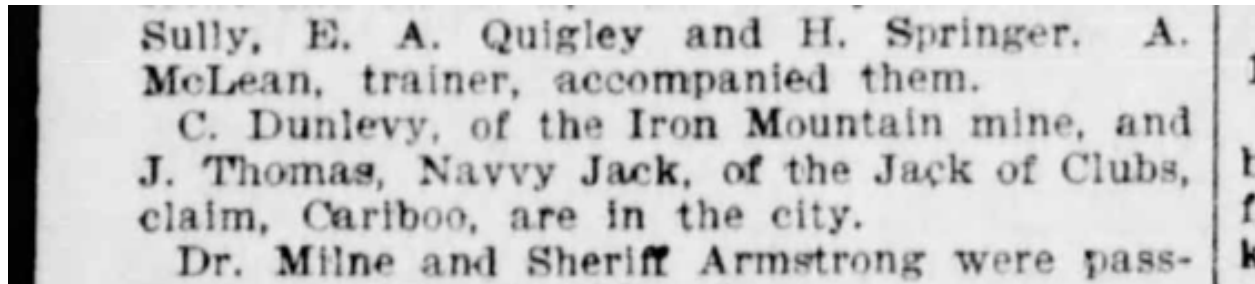 Sully, E. A. Quigley and H. Springer. A.
McLean, trainer, accompanied them.
C. Dunlevy, of the Iron Mountain mine, and
J. Thomas, Navvy Jack, of the Jack of Clubs,
claim, Cariboo, are in the city.
Dr. Milne and Sheriff Armstrong were pass-